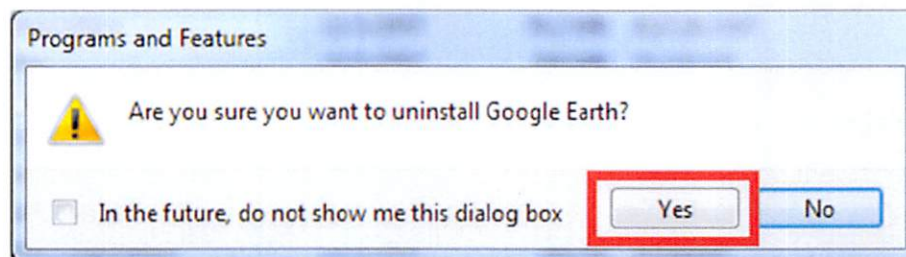 Programs and Features
Are you sure you want to uninstall Google Earth?
In the future, do not show me this dialog box Yes No